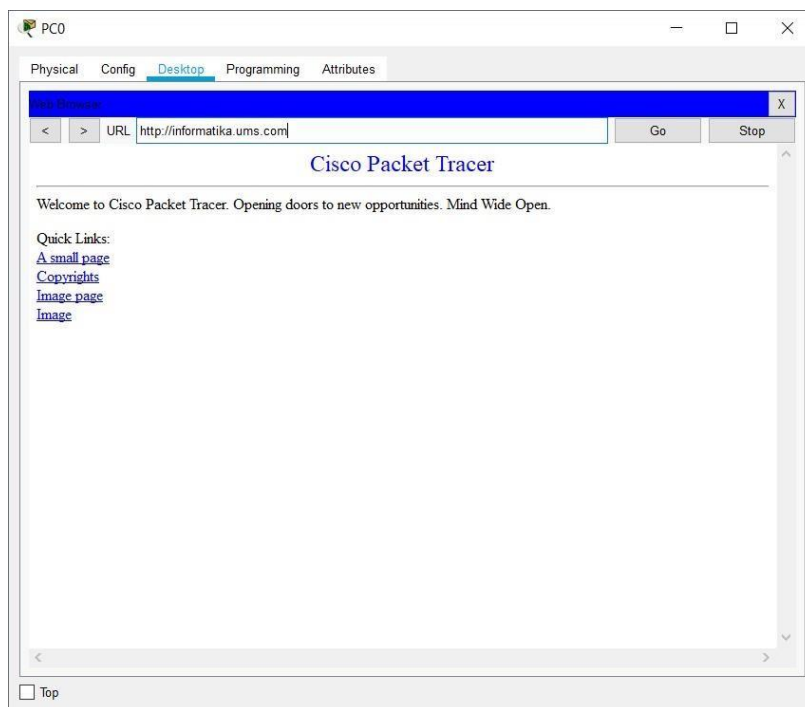 PC0
Physical Config Desktop Programming Attributes
Web Browser X
< > URL http://informatika.ums.com Go Stop
Cisco Packet Tracer
Welcome to Cisco Packet Tracer. Opening doors to new opportunities. Mind Wide Open.
Quick Links:
A small page
Copyrights
Image page
Image
Top